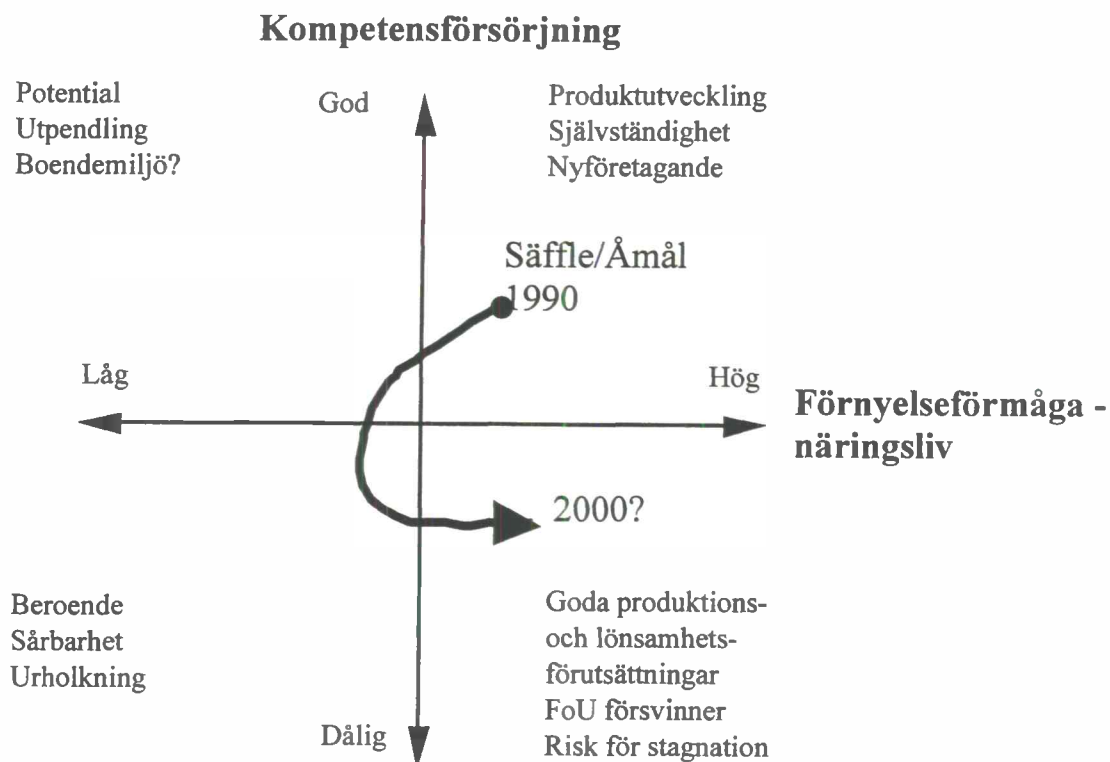 Kompetensförsörjning
Potential
Utpendling
Boendemiljö?
God
Produktutveckling
Självständighet
Nyföretagande
Säffle/Åmål
1990
Låg
Hög
Förnyelseförmåga -
näringsliv
2000?
Beroende
Sårbarhet
Urholkning
Goda produktions-
och lönsamhets-
förutsättningar
FoU försvinner
Risk för stagnation
Dålig